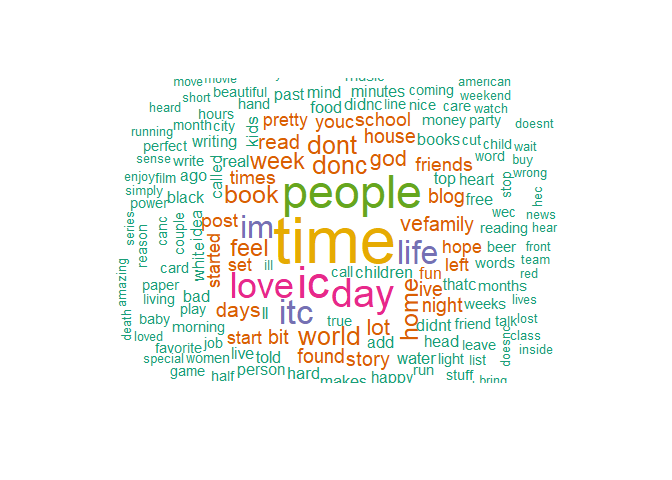 move movie music american
short beautiful past mind minutes coming weekend
heard hours hand food didnc line nice care watch
running month city kids pretty youc school money party doesnt
perfect writing read dont house books cut child wait
sense write real week donc god friends word buy
enjoy film ago called times people top heart stop wrong
simply power black book blog free hec
series canc couple white idea post im time vefamily wec news
reason started feel life hope beer reading hear
card set ill love ic day call children fun left words front team
amazing paper living bad days ll itc home ive thatc months red
death baby play morning true night weeks lives
loved favorite job start bit world lot add didnt friend talk lost
special women live told found story water head leave doesnc class
game half person hard makes happy run light list stuff inside
bring